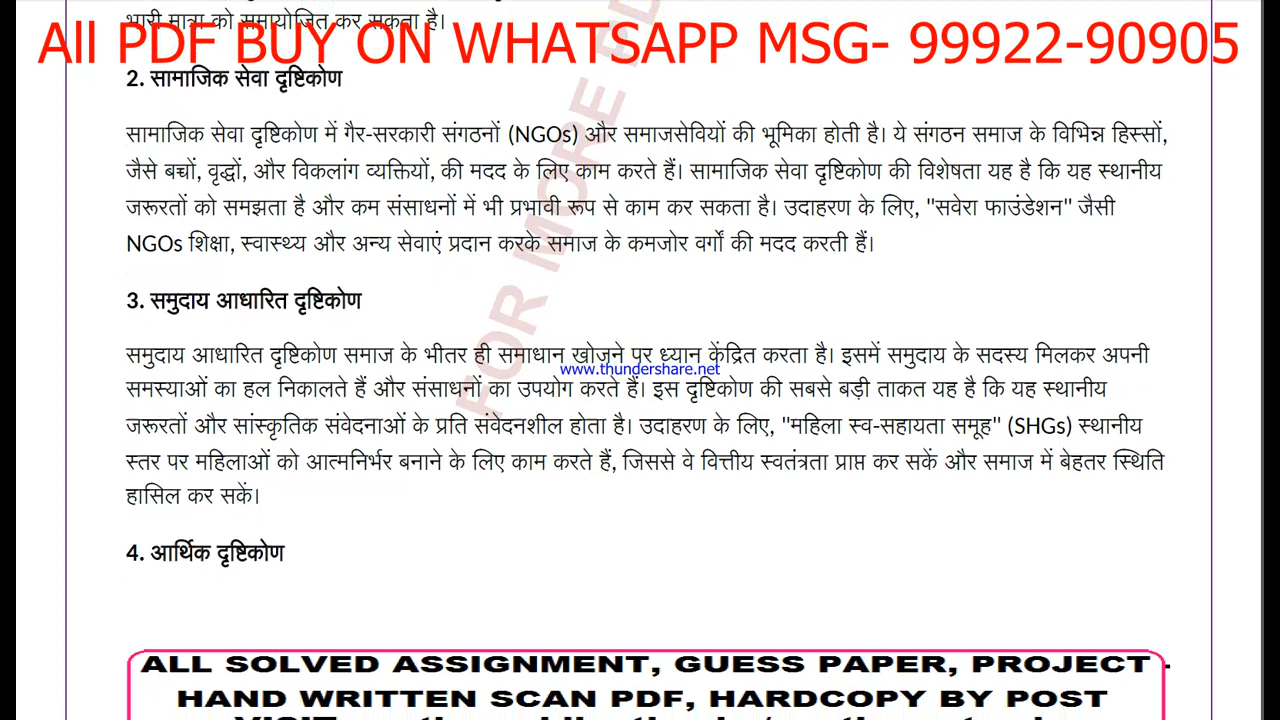 भारी मात्रा को समायोजित कर सकता है।
All PDF BUY ON WHATSAPP MSG- 99922-90905
2. सामाजिक सेवा दृष्टिकोण
सामाजिक सेवा दृष्टिकोण में गैर-सरकारी संगठनों (NGOs) और समाजसेवियों की भूमिका होती है। ये संगठन समाज के विभिन्न हिस्सों,
जैसे बच्चों, वृद्धों, और विकलांग व्यक्तियों, की मदद के लिए काम करते हैं। सामाजिक सेवा दृष्टिकोण की विशेषता यह है कि यह स्थानीय
जरूरतों को समझता है और कम संसाधनों में भी प्रभावी रूप से काम कर सकता है। उदाहरण के लिए, "सवेरा फाउंडेशन" जैसी
NGOs शिक्षा, स्वास्थ्य और अन्य सेवाएं प्रदान करके समाज के कमजोर वर्गों की मदद करती हैं।
FOR MORE
3. समुदाय आधारित दृष्टिकोण
समुदाय आधारित दृष्टिकोण समाज के भीतर ही समाधान खोजने पर ध्यान केंद्रित करता है। इसमें समुदाय के सदस्य मिलकर अपनी
www.thundershare.net
समस्याओं का हल निकालते हैं और संसाधनों का उपयोग करते हैं। इस दृष्टिकोण की सबसे बड़ी ताकत यह है कि यह स्थानीय
जरूरतों और सांस्कृतिक संवेदनाओं के प्रति संवेदनशील होता है। उदाहरण के लिए, "महिला स्व-सहायता समूह" (SHGs) स्थानीय
स्तर पर महिलाओं को आत्मनिर्भर बनाने के लिए काम करते हैं, जिससे वे वित्तीय स्वतंत्रता प्राप्त कर सकें और समाज में बेहतर स्थिति
हासिल कर सकें।
4. आर्थिक दृष्टिकोण
ALL SOLVED ASSIGNMENT, GUESS PAPER, PROJECT -
HAND WRITTEN SCAN PDF, HARDCOPY BY POST